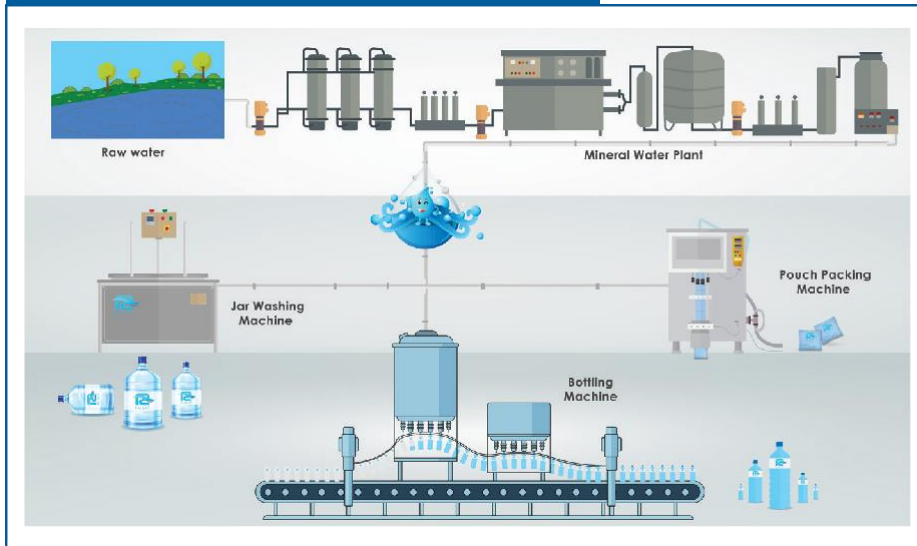 Raw water
Mineral Water Plant
Jar Washing
Machine
Pouch Packing
Machine
Bottling
Machine